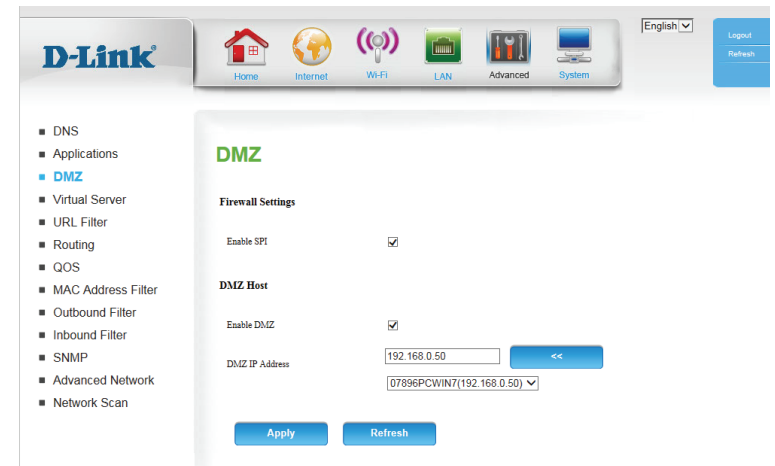 D-Link®
Home
Internet
Wi-Fi
LAN
Advanced
System
English
Logout
Refresh
DNS
Applications
DMZ
Virtual Server
URL Filter
Routing
QOS
MAC Address Filter
Outbound Filter
Inbound Filter
SNMP
Advanced Network
Network Scan
DMZ
Firewall Settings
Enable SPI
DMZ Host
Enable DMZ
DMZ IP Address
192.168.0.50
<<
07896PCWIN7(192.168.0.50)
Apply
Refresh